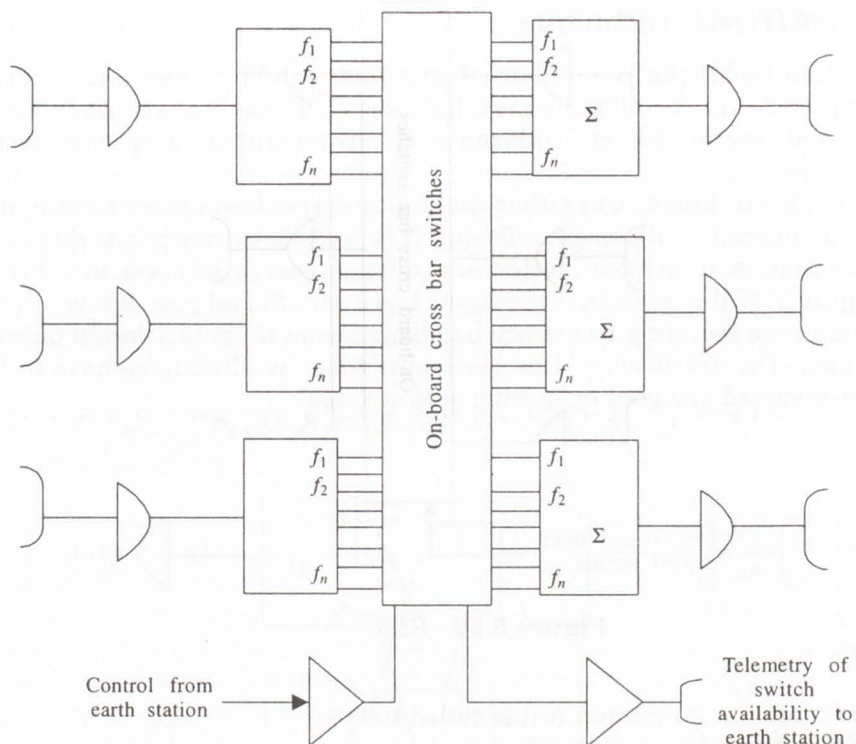 f1
f2
fn
f1
f2
fn
f1
f2
fn
On-board cross bar switches
f1
f2
fn
Σ
f1
f2
fn
Σ
f1
f2
fn
Σ
Control from
earth station
Telemetry of
switch
availability to
earth station